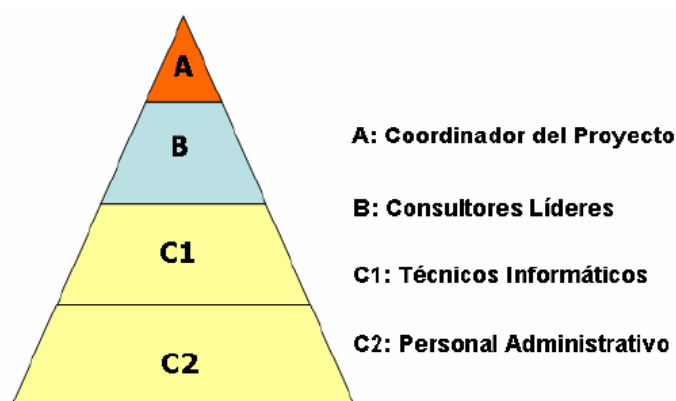 A
B
C1
C2
A: Coordinador del Proyecto
B: Consultores Líderes
C1: Técnicos Informáticos
C2: Personal Administrativo